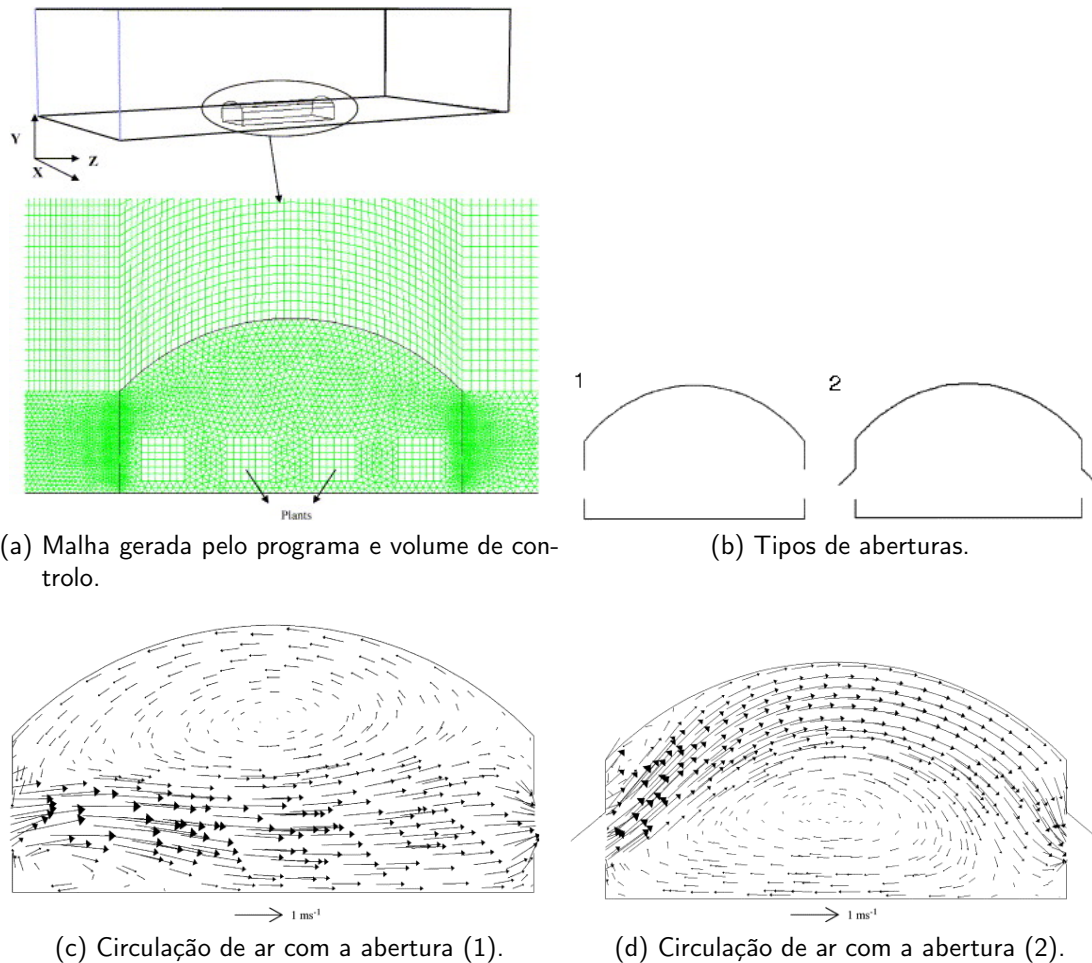 Y
Z
X
Plants
(a) Malha gerada pelo programa e volume de con-
trolo.
1
2
(b) Tipos de aberturas.
1 ms⁻¹
(c) Circulação de ar com a abertura (1).
1 ms⁻¹
(d) Circulação de ar com a abertura (2).